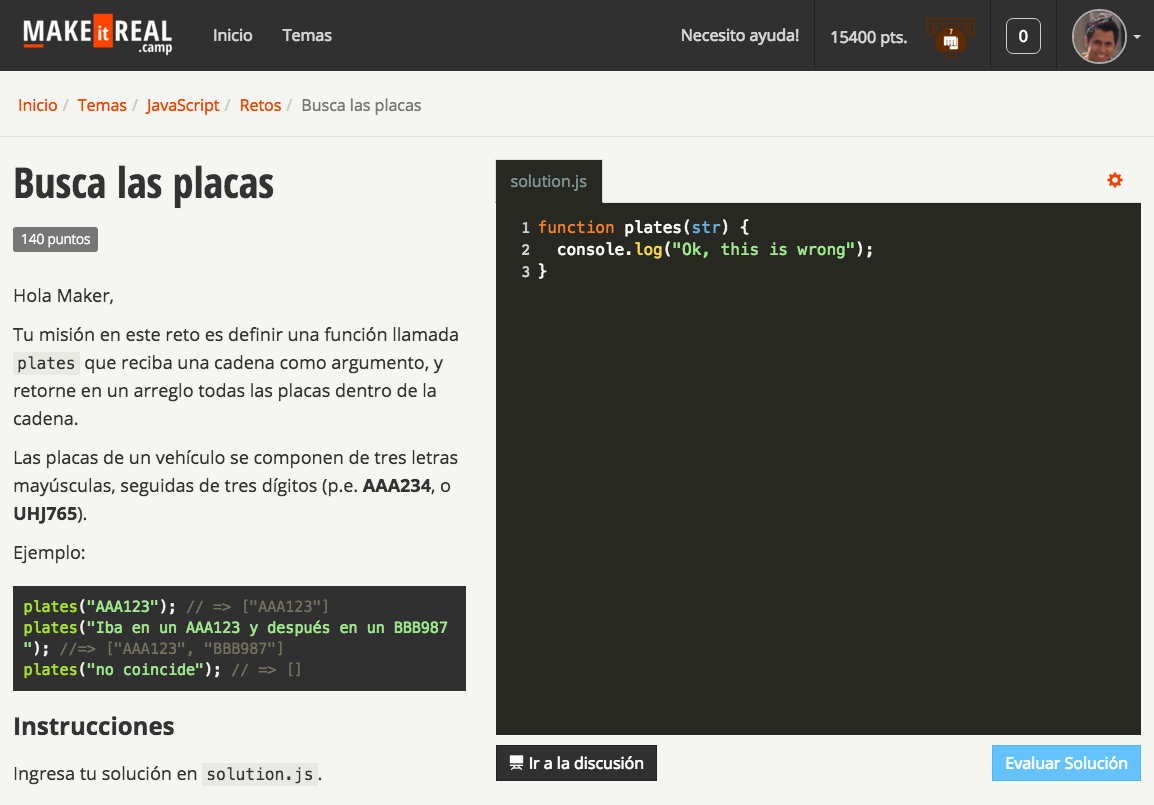 MAKE it REAL
.camp
Inicio
Temas
Necesito ayuda!
15400 pts.
7
0
Inicio / Temas / JavaScript / Retos / Busca las placas
Busca las placas
140 puntos
Hola Maker,
Tu misión en este reto es definir una función llamada
plates que reciba una cadena como argumento, y
retorne en un arreglo todas las placas dentro de la
cadena.
Las placas de un vehículo se componen de tres letras
mayúsculas, seguidas de tres dígitos (p.e. AAA234, o
UHJ765).
Ejemplo:
plates("AAA123"); // => ["AAA123"]
plates("Iba en un AAA123 y después en un BBB987
"); //=> ["AAA123", "BBB987"]
plates("no coincide"); // => []
Instrucciones
Ingresa tu solución en solution.js.
solution.js
1 function plates(str) {
2   console.log("Ok, this is wrong");
3 }
Ir a la discusión
Evaluar Solución